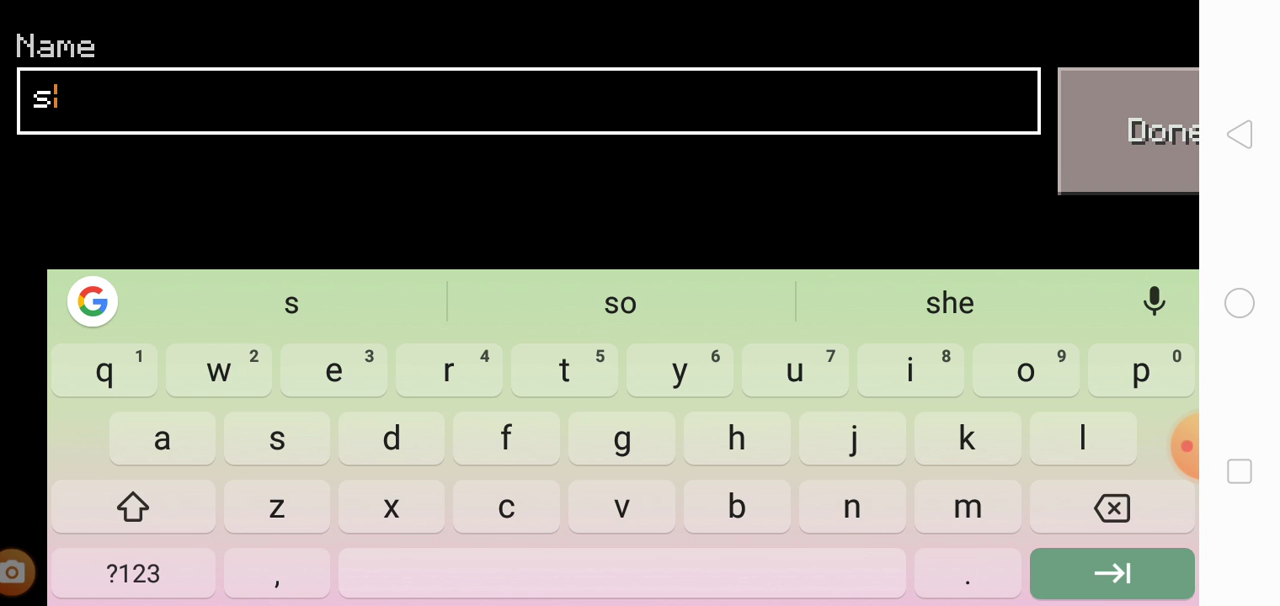 Name
s
Done
s so she
q 1 w 2 e 3 r 4 t 5 y 6 u 7 i 8 o 9 p 0
a s d f g h j k l
z x c v b n m
?123 , .